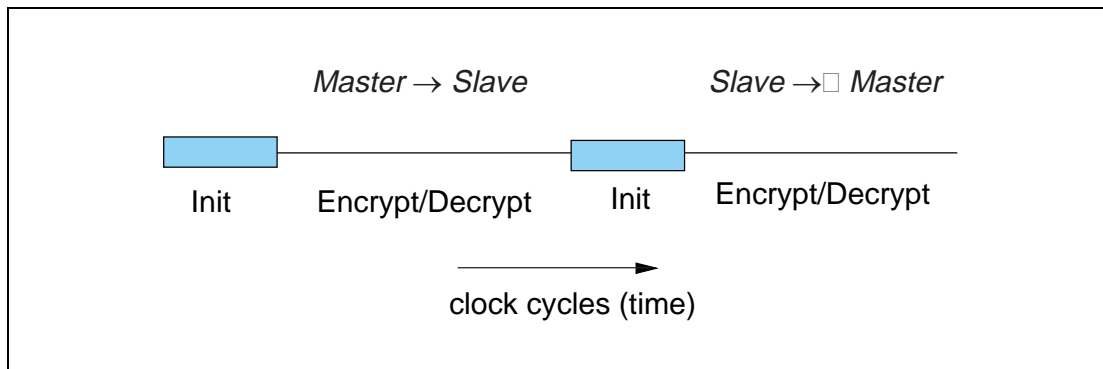 Master → Slave Slave →□ Master
Init Encrypt/Decrypt Init Encrypt/Decrypt
clock cycles (time)